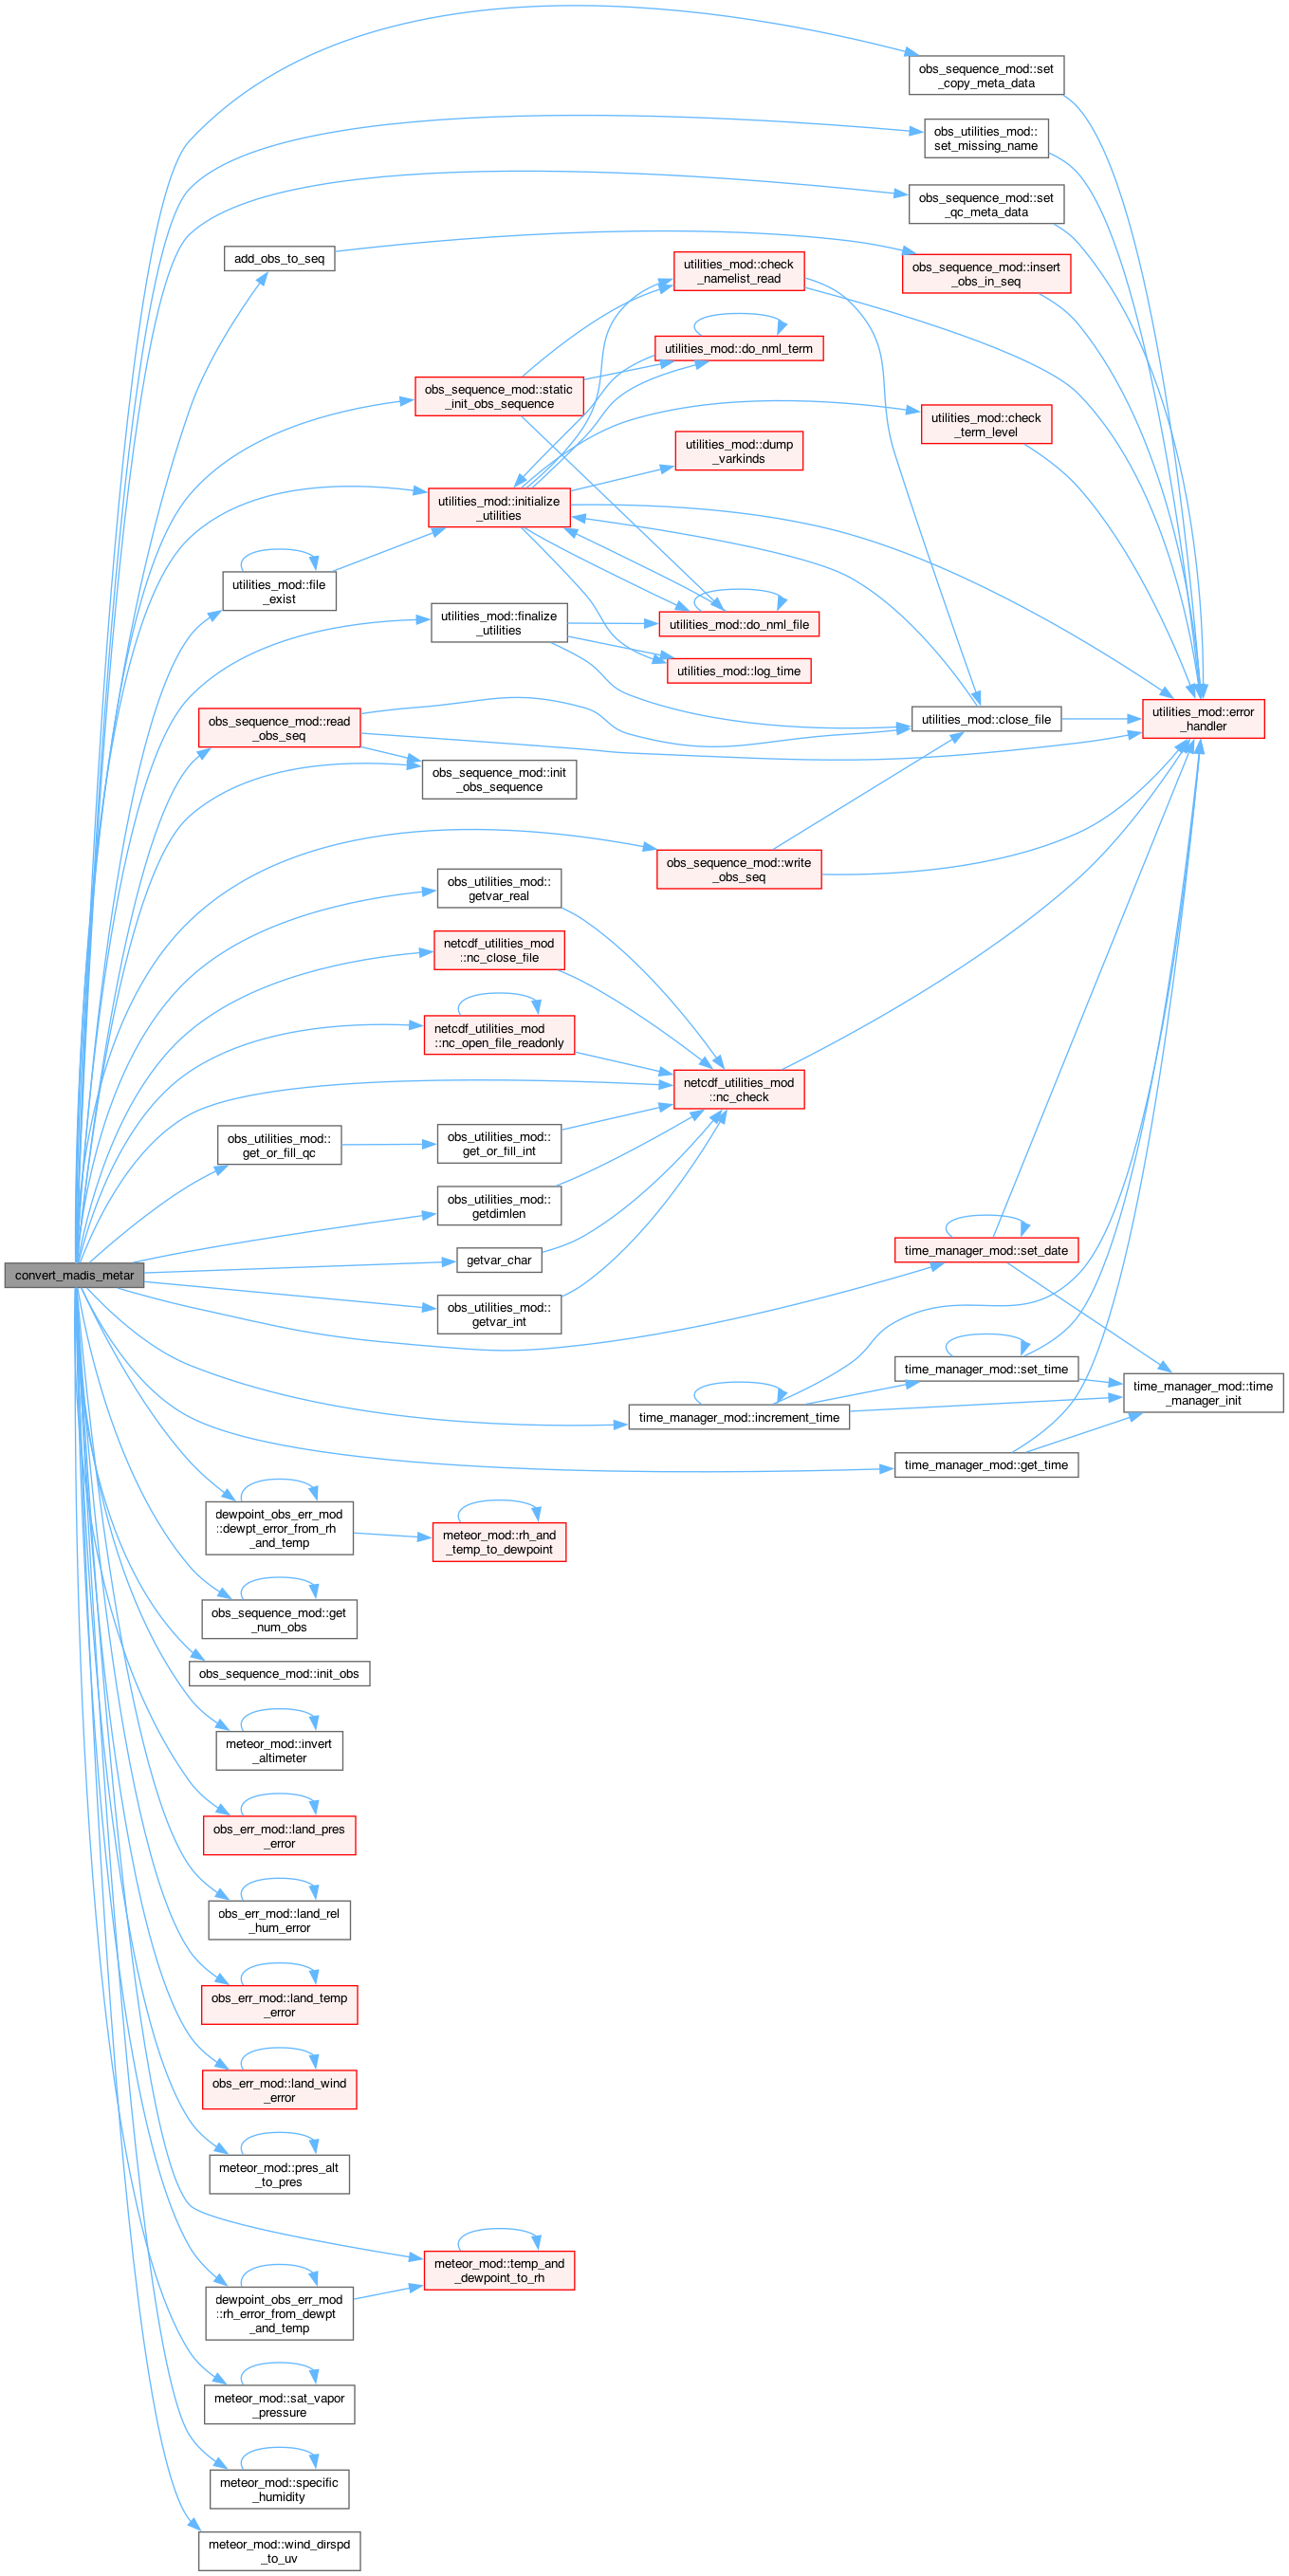 obs_sequence_mod::set
_copy_meta_data
obs_utilities_mod::
set_missing_name
obs_sequence_mod::set
_qc_meta_data
add_obs_to_seq
utilities_mod::check
_namelist_read
obs_sequence_mod::insert
_obs_in_seq
utilities_mod::do_nml_term
obs_sequence_mod::static
_init_obs_sequence
utilities_mod::check
_term_level
utilities_mod::dump
_varkinds
utilities_mod::initialize
_utilities
utilities_mod::file
_exist
utilities_mod::finalize
_utilities
utilities_mod::do_nml_file
utilities_mod::log_time
obs_sequence_mod::read
_obs_seq
utilities_mod::close_file
utilities_mod::error
_handler
obs_sequence_mod::init
_obs_sequence
obs_sequence_mod::write
_obs_seq
obs_utilities_mod::
getvar_real
netcdf_utilities_mod
::nc_close_file
netcdf_utilities_mod
::nc_open_file_readonly
netcdf_utilities_mod
::nc_check
obs_utilities_mod::
get_or_fill_qc
obs_utilities_mod::
get_or_fill_int
obs_utilities_mod::
getdimlen
getvar_char
time_manager_mod::set_date
convert_madis_metar
obs_utilities_mod::
getvar_int
time_manager_mod::set_time
time_manager_mod::time
_manager_init
time_manager_mod::increment_time
time_manager_mod::get_time
dewpoint_obs_err_mod
::dewpt_error_from_rh
_and_temp
meteor_mod::rh_and
_temp_to_dewpoint
obs_sequence_mod::get
_num_obs
obs_sequence_mod::init_obs
meteor_mod::invert
_altimeter
obs_err_mod::land_pres
_error
obs_err_mod::land_rel
_hum_error
obs_err_mod::land_temp
_error
obs_err_mod::land_wind
_error
meteor_mod::pres_alt
_to_pres
meteor_mod::temp_and
_dewpoint_to_rh
dewpoint_obs_err_mod
::rh_error_from_dewpt
_and_temp
meteor_mod::sat_vapor
_pressure
meteor_mod::specific
_humidity
meteor_mod::wind_dirspd
_to_uv